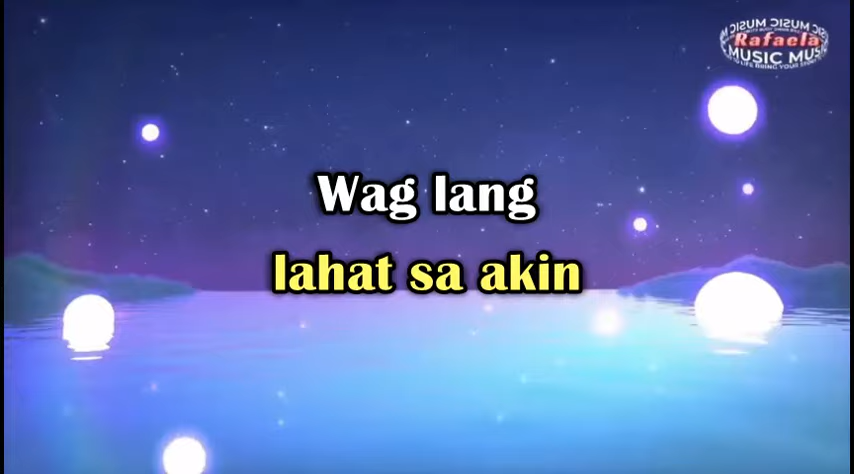 Rafaela
MUSIC MUSIC
Wag lang
lahat sa akin